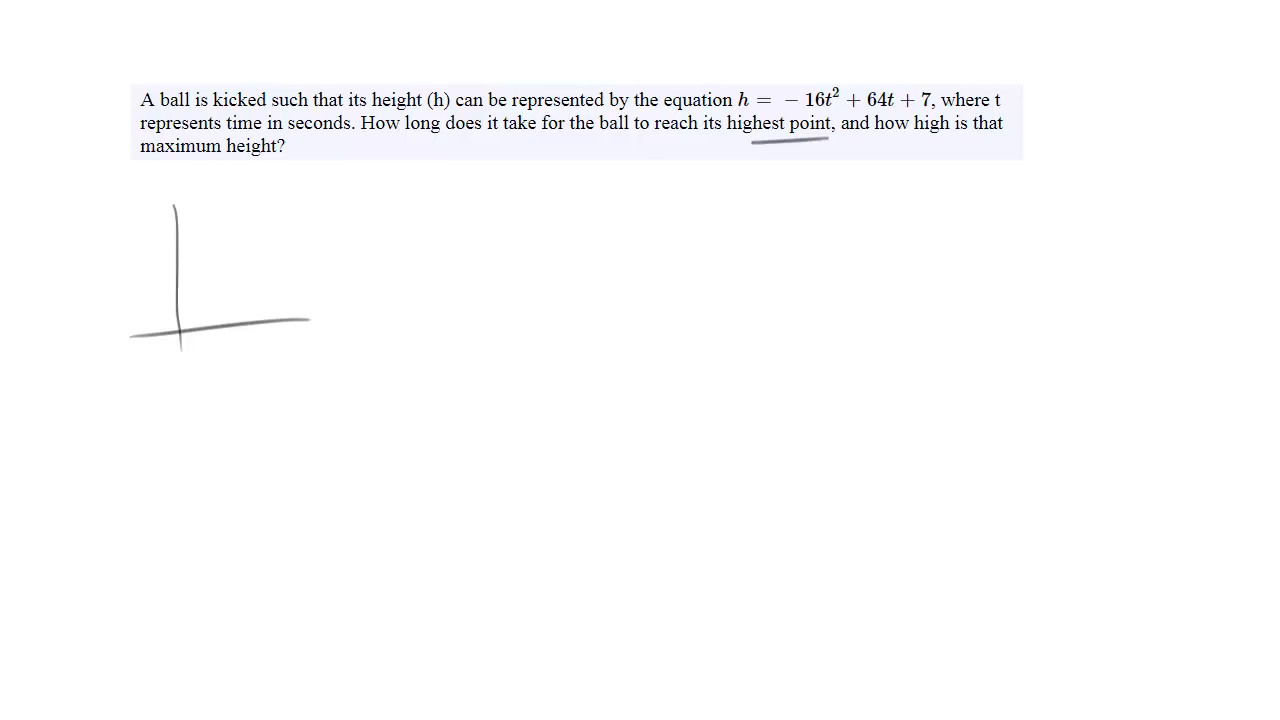 A ball is kicked such that its height (h) can be represented by the equation h = − 16t² + 64t + 7, where t
represents time in seconds. How long does it take for the ball to reach its highest point, and how high is that
maximum height?